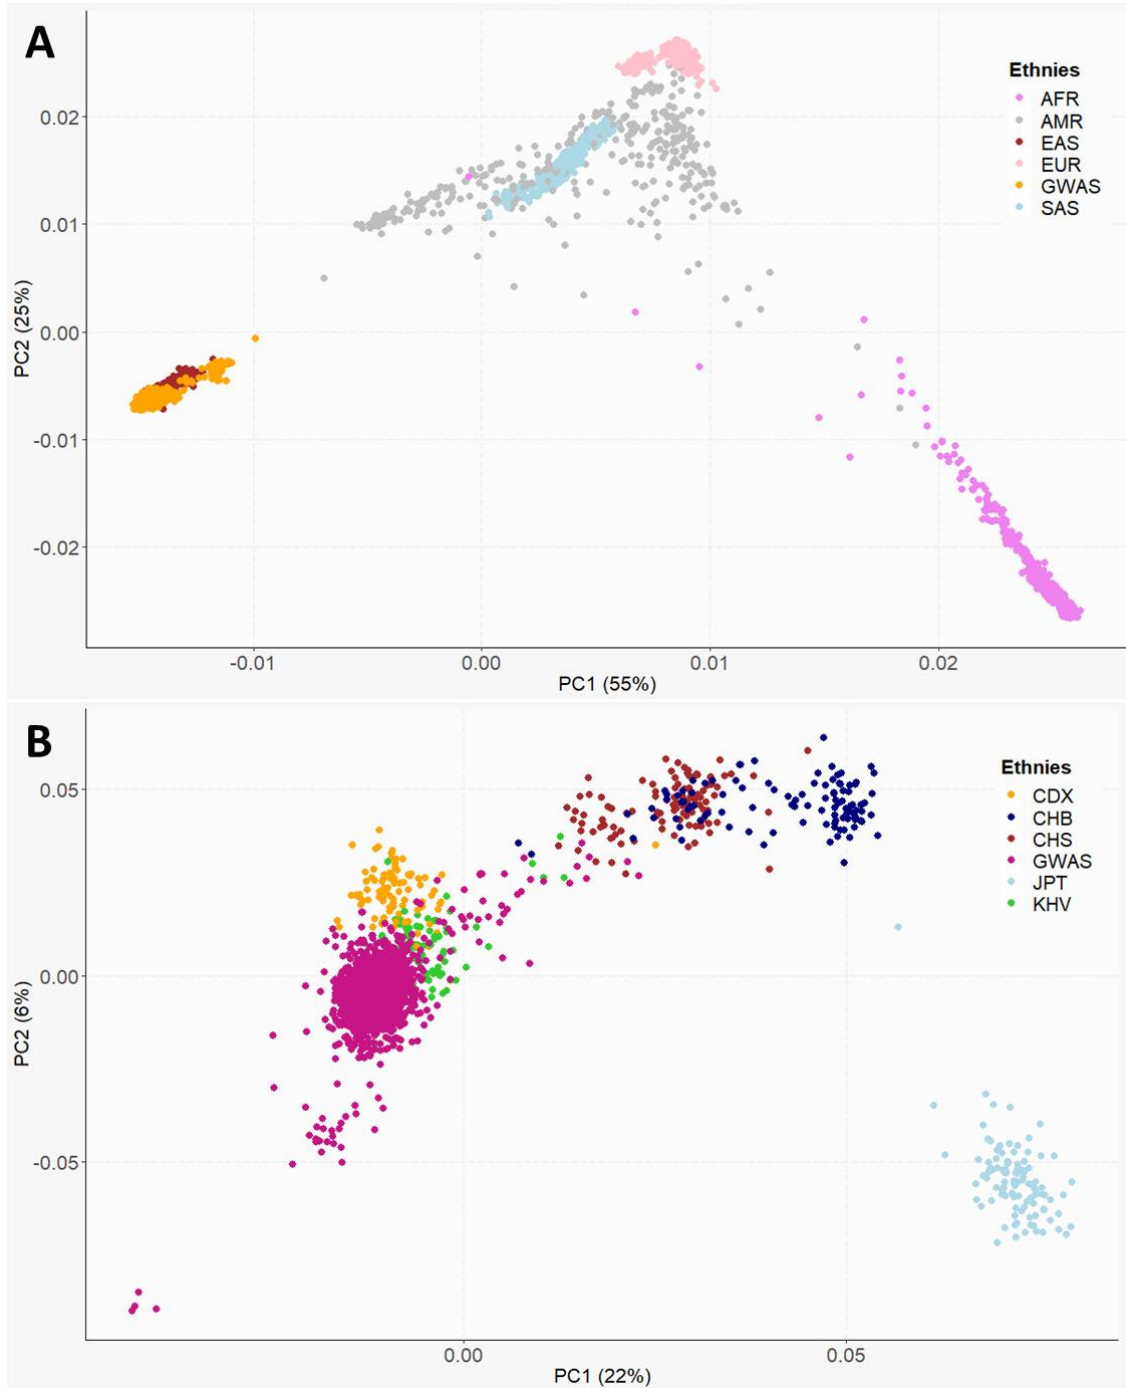 A
Ethnies
AFR
AMR
EAS
EUR
GWAS
SAS
0.02
0.01
0.00
-0.01
-0.02
PC2 (25%)
-0.01
0.00
0.01
0.02
PC1 (55%)
B
Ethnies
CDX
CHB
CHS
GWAS
JPT
KHV
0.05
0.00
-0.05
PC2 (6%)
0.00
0.05
PC1 (22%)